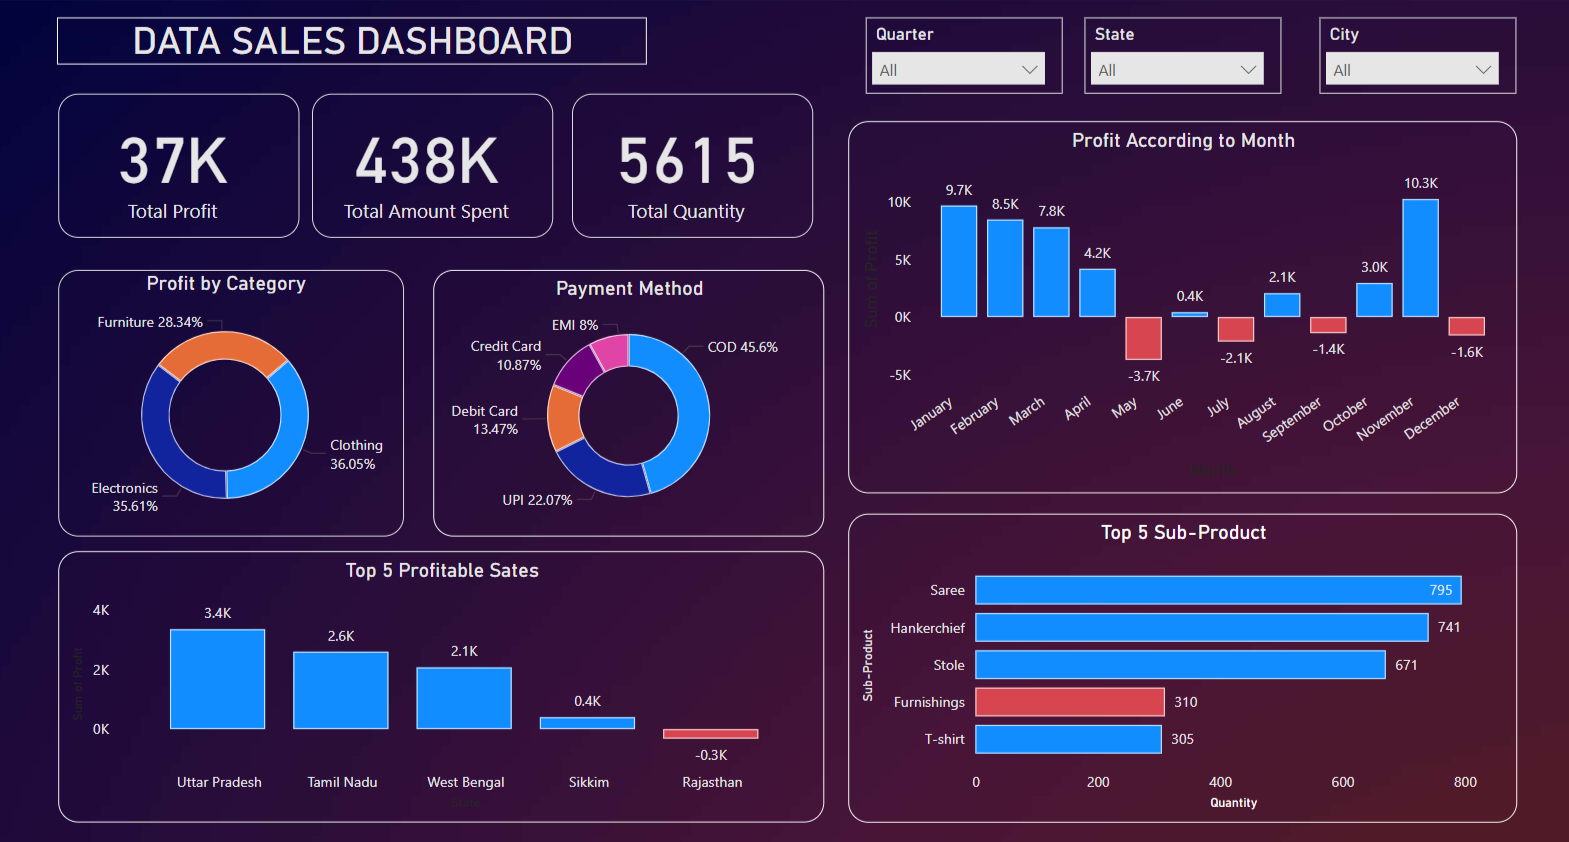 DATA SALES DASHBOARD
Quarter
All
State
All
City
All
37K
Total Profit
438K
Total Amount Spent
5615
Total Quantity
Profit by Category
Furniture 28.34%
Clothing
36.05%
Electronics
35.61%
Payment Method
EMI 8%
Credit Card
10.87%
Debit Card
13.47%
UPI 22.07%
COD 45.6%
Profit According to Month
Sum of Profit
10K
5K
0K
-5K
9.7K
8.5K
7.8K
4.2K
-3.7K
0.4K
-2.1K
2.1K
-1.4K
3.0K
10.3K
-1.6K
January
February
March
April
May
June
July
August
September
October
November
December
Month
Top 5 Profitable Sates
Sum of Profit
4K
2K
0K
3.4K
2.6K
2.1K
0.4K
-0.3K
Uttar Pradesh
Tamil Nadu
West Bengal
Sikkim
Rajasthan
State
Top 5 Sub-Product
Sub-Product
Saree
795
Hankerchief
741
Stole
671
Furnishings
310
T-shirt
305
0
200
400
600
800
Quantity